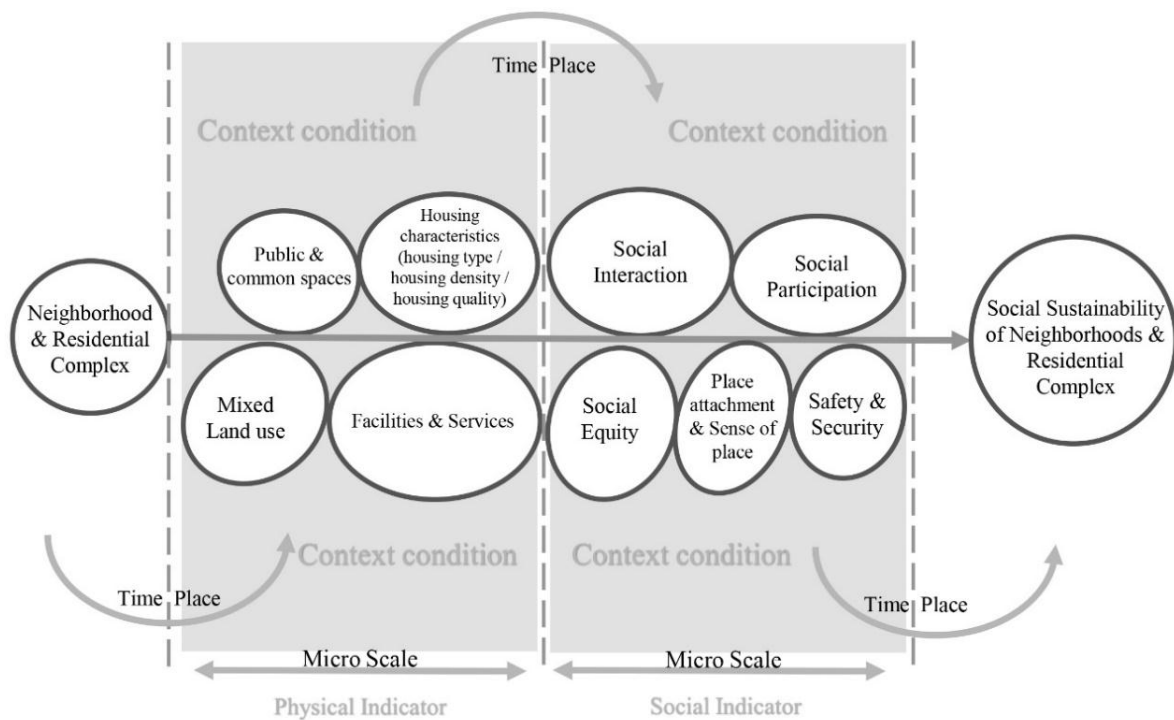 Time Place
Context condition
Context condition
Public &
common spaces
Housing
characteristics
(housing type /
housing density /
housing quality)
Social
Interaction
Social
Participation
Neighborhood
& Residential
Complex
Social Sustainability
of Neighborhoods &
Residential
Complex
Mixed
Land use
Facilities & Services
Social
Equity
Place
attachment
& Sense of
place
Safety &
Security
Context condition
Context condition
Time Place
Time Place
Micro Scale
Micro Scale
Physical Indicator
Social Indicator